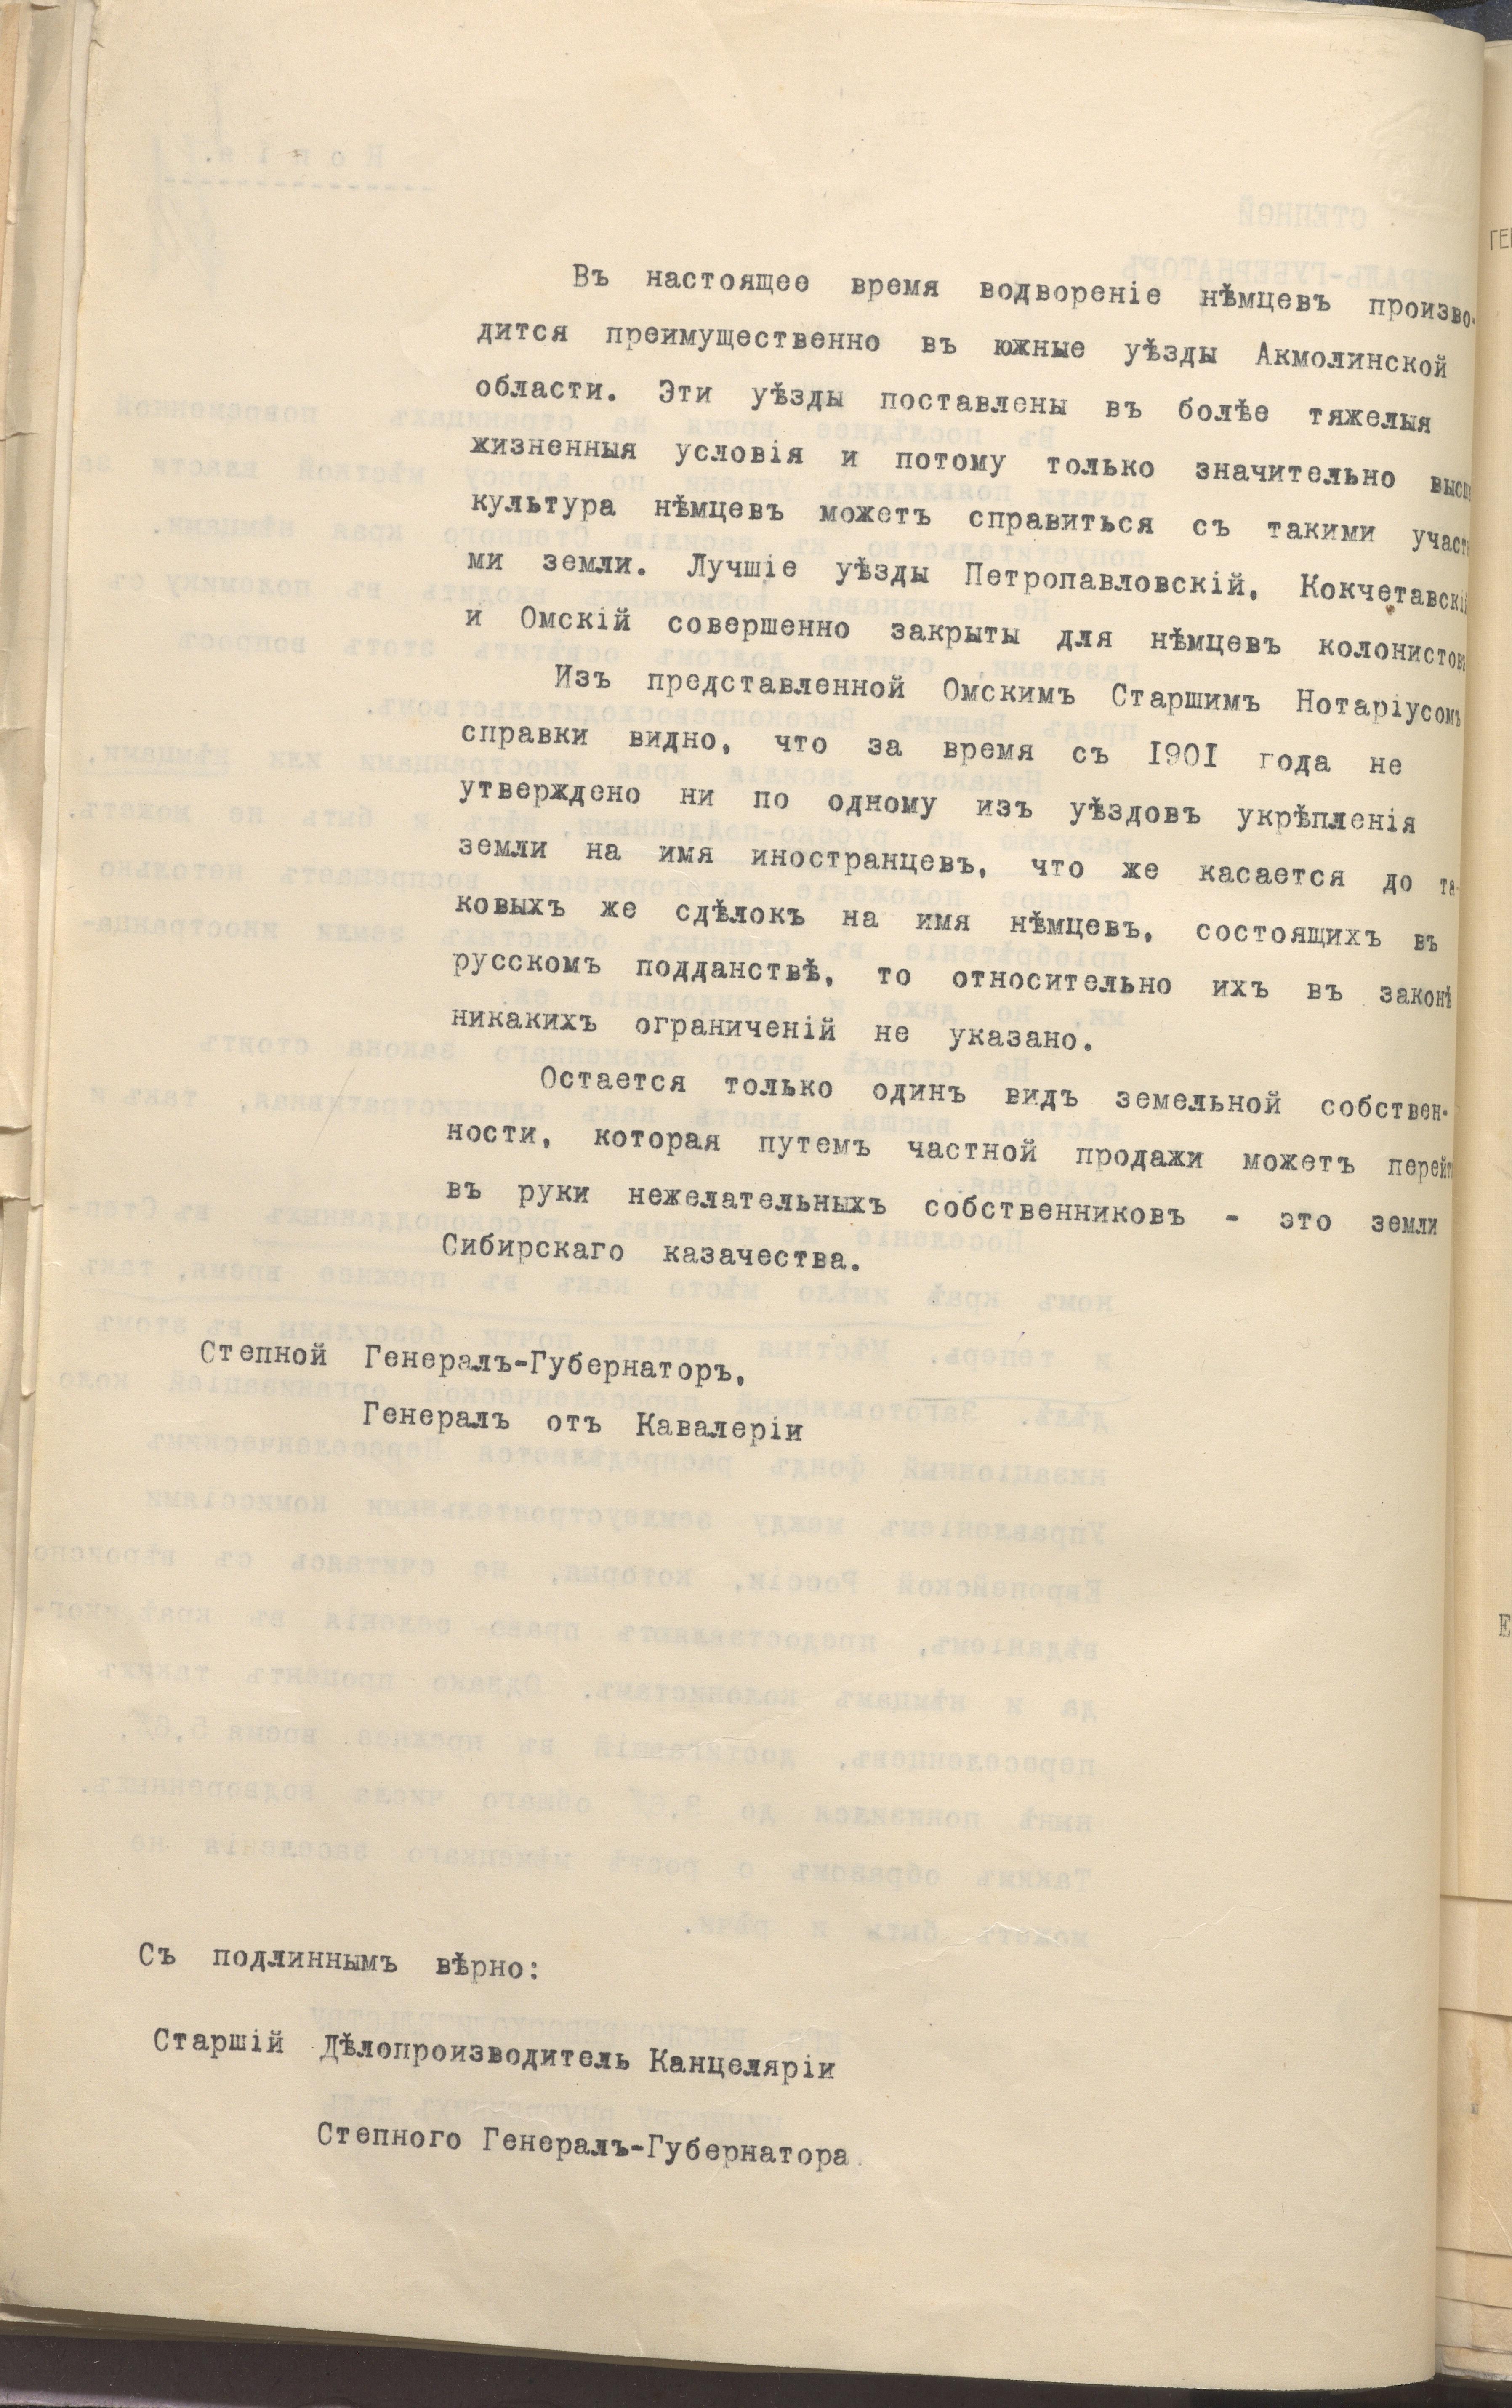 Въ настоящее время водвореніе нѣмцевъ произво-
дится преимущественно въ южные уѣзды Акмолинской
области. Эти уѣзды поставлены въ болѣе тяжелыя
жизненныя условія и потому только значительно
культура нѣмцевъ можетъ справиться съ такими
ми земли. Лучшіе уѣзды Петропавловскій, Кокчетавскій
и Омскій совершенно закрыты для нѣмцевъ колонистовъ
Изъ представленной Омскимъ Старшимъ Нотаріусомъ
справки видно, что за время съ 1901 года не
утверждено ни по одному изъ уѣздовъ укрѣпленія
земли на имя иностранцевъ, что же касается до та-
ковыхъ же сдѣлокъ на имя нѣмцевъ, состоящихъ въ
русскомъ подданствѣ, то относительно ихъ въ законѣ
никакихъ ограниченій не указано.
Остается только одинъ видъ земельной собствен-
ности, которая путемъ частной продажи можетъ перейти
въ руки нежелательныхъ собственниковъ - это земли
Сибирскаго казачества.
Степной Генералъ-Губернаторъ,
Генералъ отъ Кавалеріи
Съ подлиннымъ вѣрно:
Старшій Дѣлопроизводитель Канцеляріи
Степного Генералъ-Губернатора